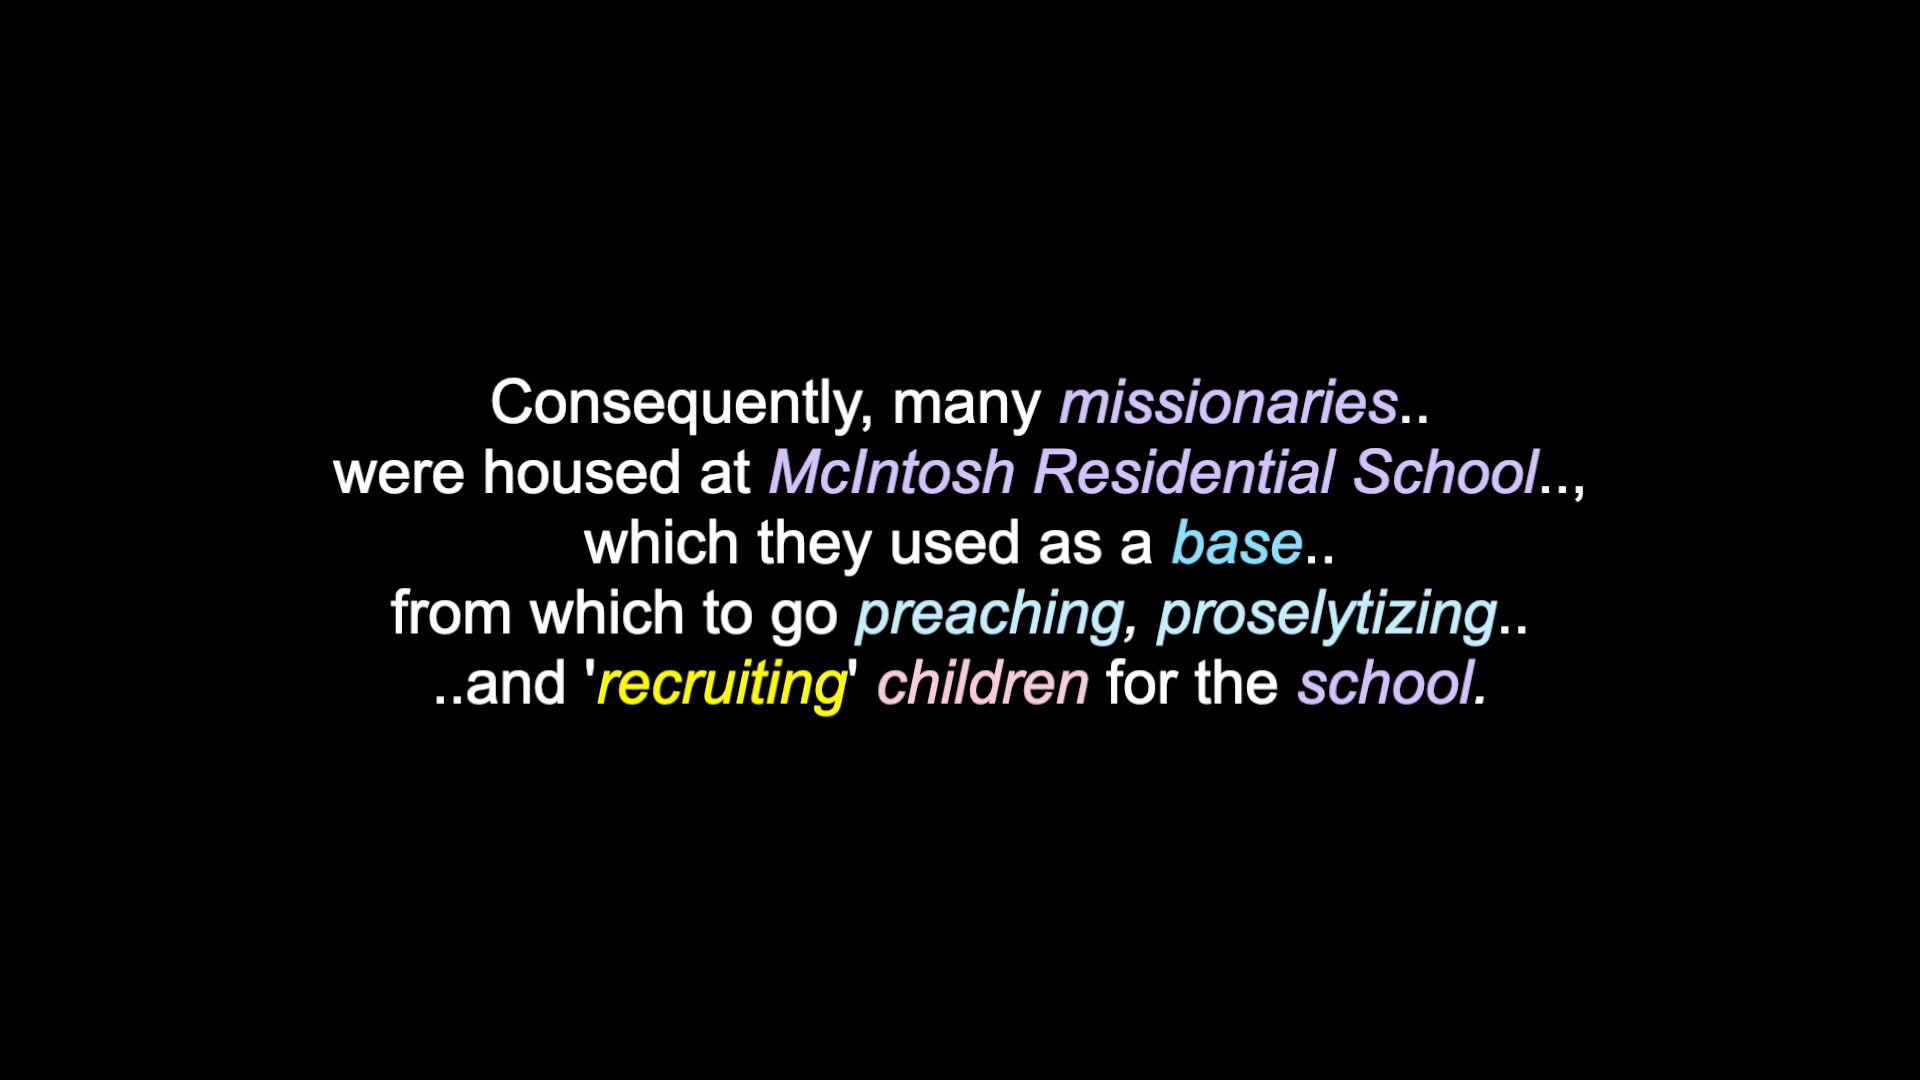 Consequently, many missionaries..
were housed at McIntosh Residential School..,
which they used as a base..
from which to go preaching, proselytizing..
..and 'recruiting' children for the school.